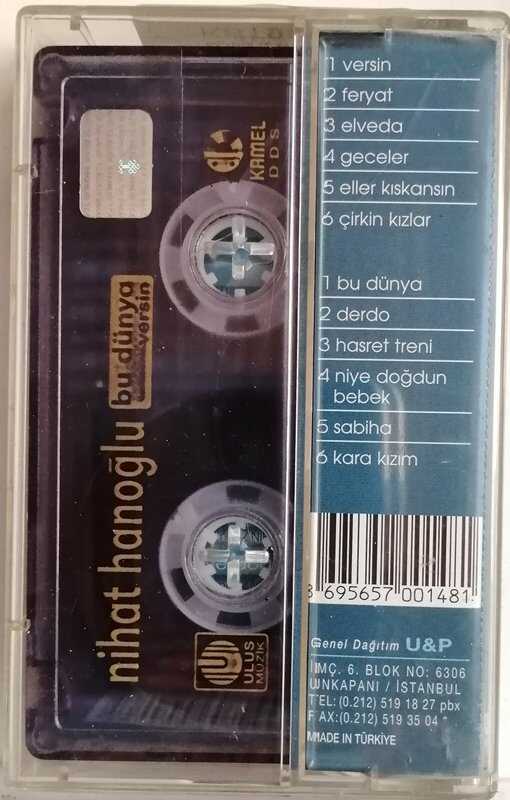 KAMEL
DDS
nihat hanoğlu
bu dünya
versin
ULUS
MÜZİK
1 versin
2 feryat
3 elveda
4 geceler
5 eller kıskansın
6 çirkin kızlar
1 bu dünya
2 derdo
3 hasret treni
4 niye doğdun
bebek
5 sabiha
6 kara kızım
8 695657 001481
Genel Dağıtım U&P
İMÇ. 6. BLOK NO: 6306
UNKAPANI / İSTANBUL
TEL: (0.212) 519 18 27 pbx
FAX:(0.212) 519 35 04
MADE IN TÜRKİYE